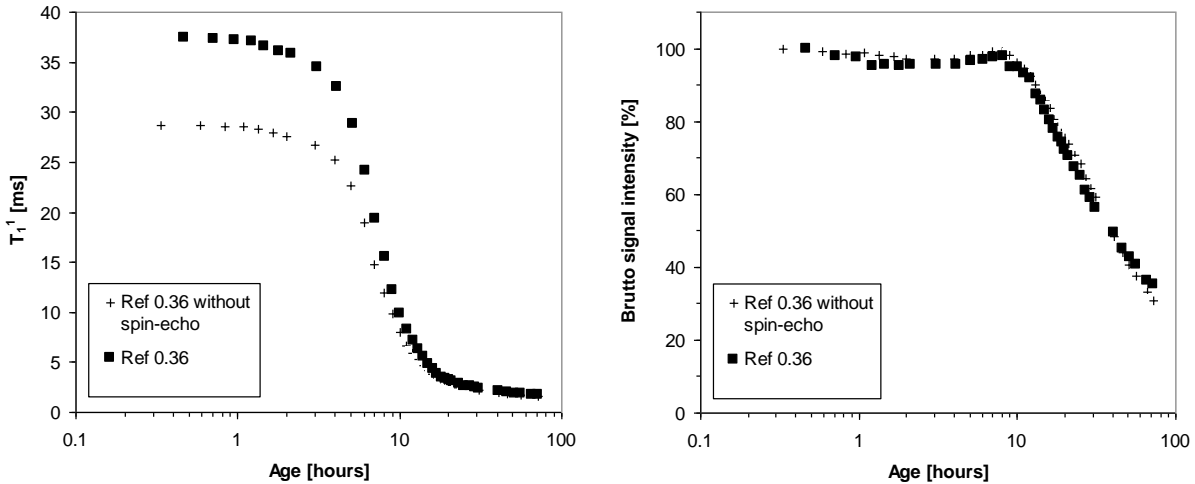 40
35
30
25
20
15
10
5
0
T₁¹ [ms]
Ref 0.36 without
spin-echo
Ref 0.36
0.1 1 10 100
Age [hours]
100
80
60
40
20
0
Brutto signal intensity [%]
Ref 0.36 without
spin-echo
Ref 0.36
0.1 1 10 100
Age [hours]